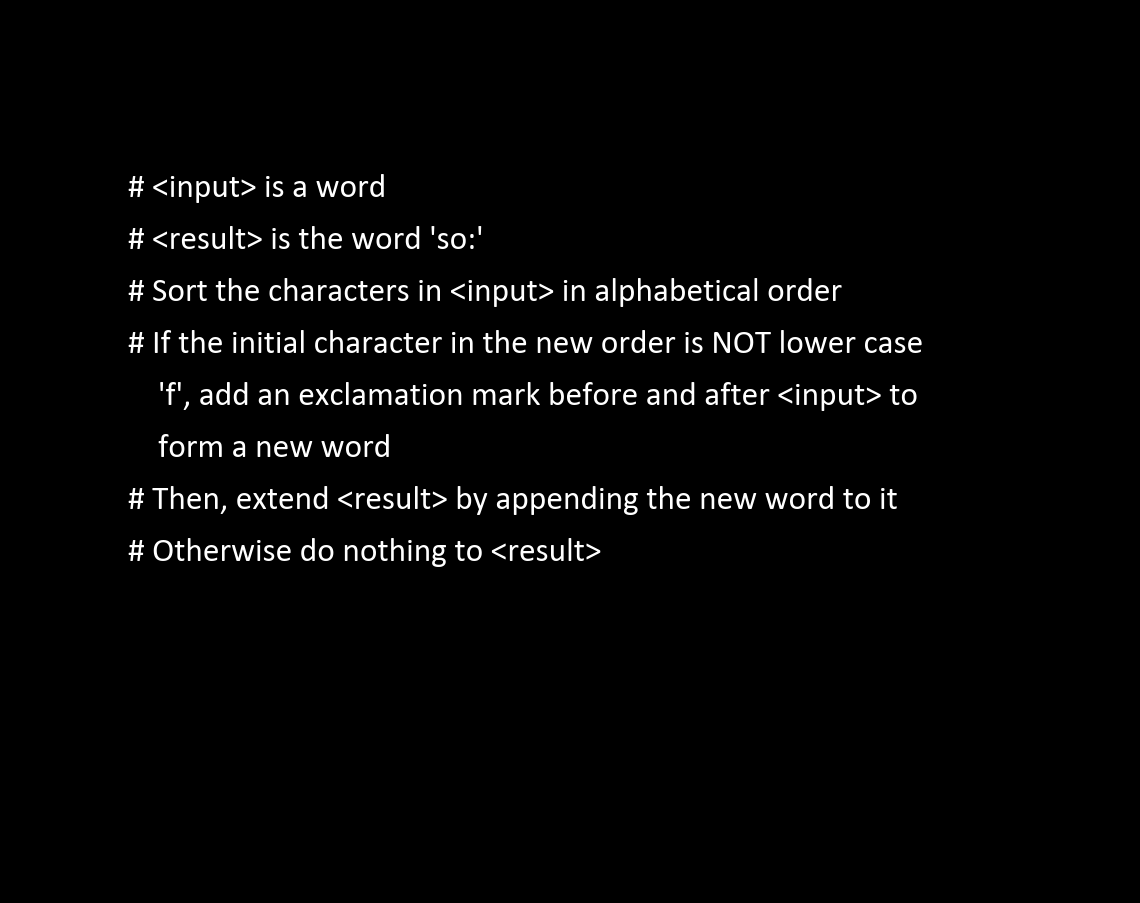 # <input> is a word
# <result> is the word 'so:'
# Sort the characters in <input> in alphabetical order
# If the initial character in the new order is NOT lower case
'f', add an exclamation mark before and after <input> to
form a new word
# Then, extend <result> by appending the new word to it
# Otherwise do nothing to <result>